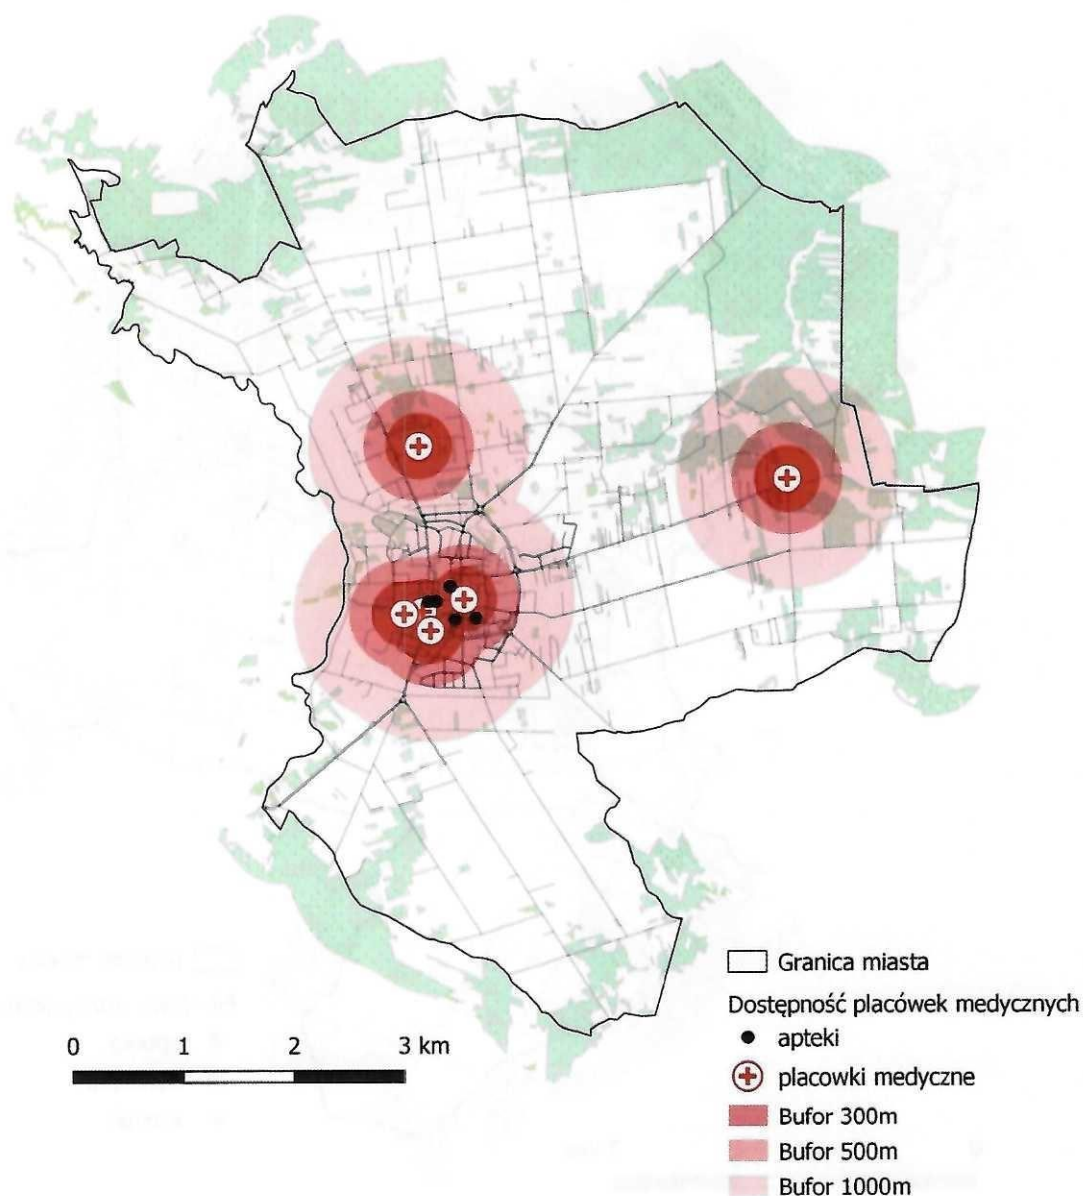 Granica miasta
Dostępność placówek medycznych
apteki
placowki medyczne
Bufor 300m
Bufor 500m
Bufor 1000m
0 1 2 3 km